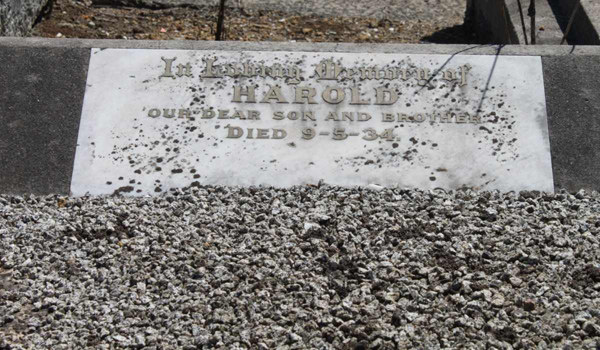 In Loving Memory of
HAROLD
OUR DEAR SON AND BROTHER
DIED 9-5-34